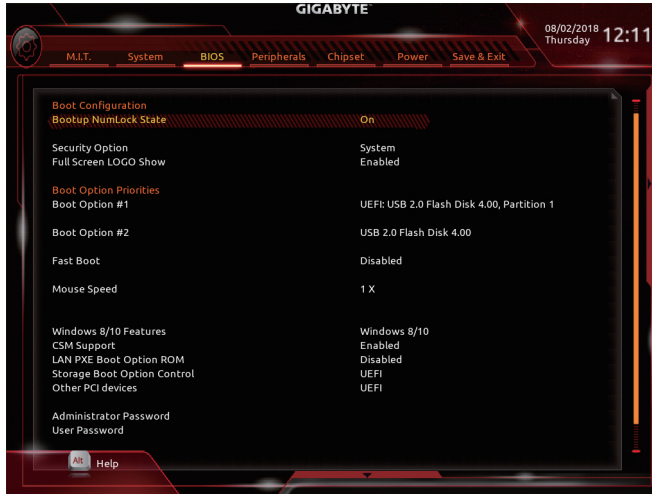 GIGABYTE
08/02/2018 Thursday 12:11
M.I.T. System BIOS Peripherals Chipset Power Save & Exit
Boot Configuration
Bootup NumLock State On
Security Option System
Full Screen LOGO Show Enabled
Boot Option Priorities
Boot Option #1 UEFI: USB 2.0 Flash Disk 4.00, Partition 1
Boot Option #2 USB 2.0 Flash Disk 4.00
Fast Boot Disabled
Mouse Speed 1 X
Windows 8/10 Features Windows 8/10
CSM Support Enabled
LAN PXE Boot Option ROM Disabled
Storage Boot Option Control UEFI
Other PCI devices UEFI
Administrator Password
User Password
Alt Help